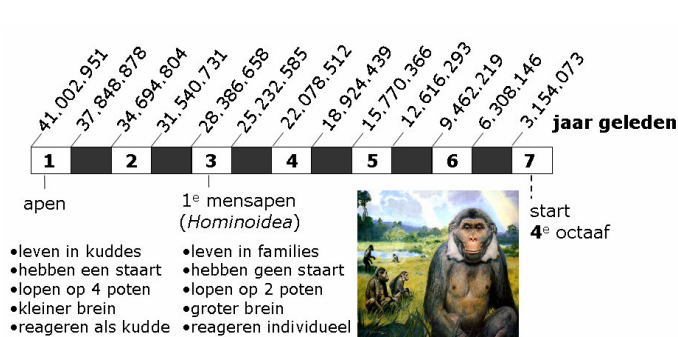 41.002.951
37.848.878
34.694.804
31.540.731
28.386.658
25.232.585
22.078.512
18.924.439
15.770.366
12.616.293
9.462.219
6.308.146
3.154.073
jaar geleden
1 2 3 4 5 6 7
apen
1e mensapen
(Hominoidea)
start
4e octaaf
•leven in kuddes
•hebben een staart
•lopen op 4 poten
•kleiner brein
•reageren als kudde
•leven in families
•hebben geen staart
•lopen op 2 poten
•groter brein
•reageren individueel